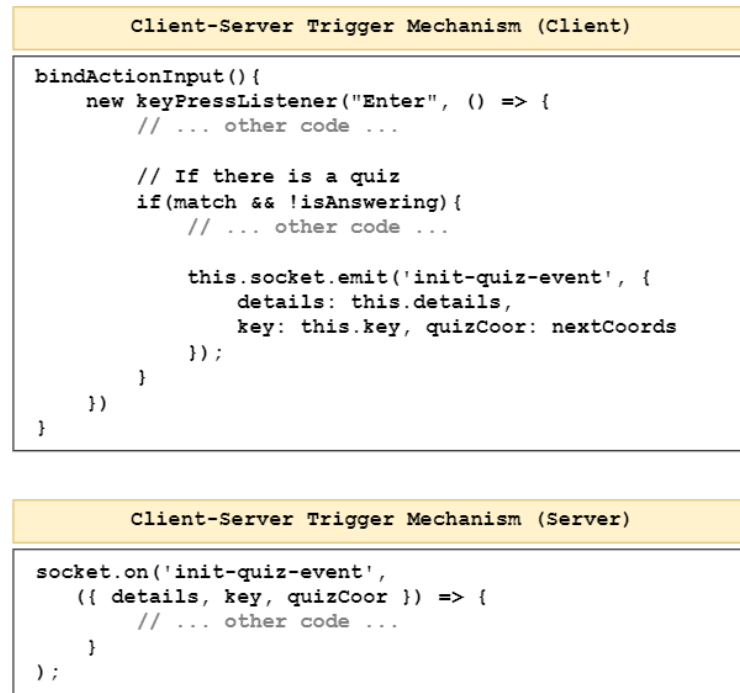 Client-Server Trigger Mechanism (Client)
bindActionInput(){
    new keyPressListener("Enter", () => {
        // ... other code ...
        // If there is a quiz
        if(match && !isAnswering){
            // ... other code ...
            this.socket.emit('init-quiz-event', {
                details: this.details,
                key: this.key, quizCoor: nextCoords
            });
        }
    })
}
Client-Server Trigger Mechanism (Server)
socket.on('init-quiz-event',
   ({ details, key, quizCoor }) => {
        // ... other code ...
    }
);